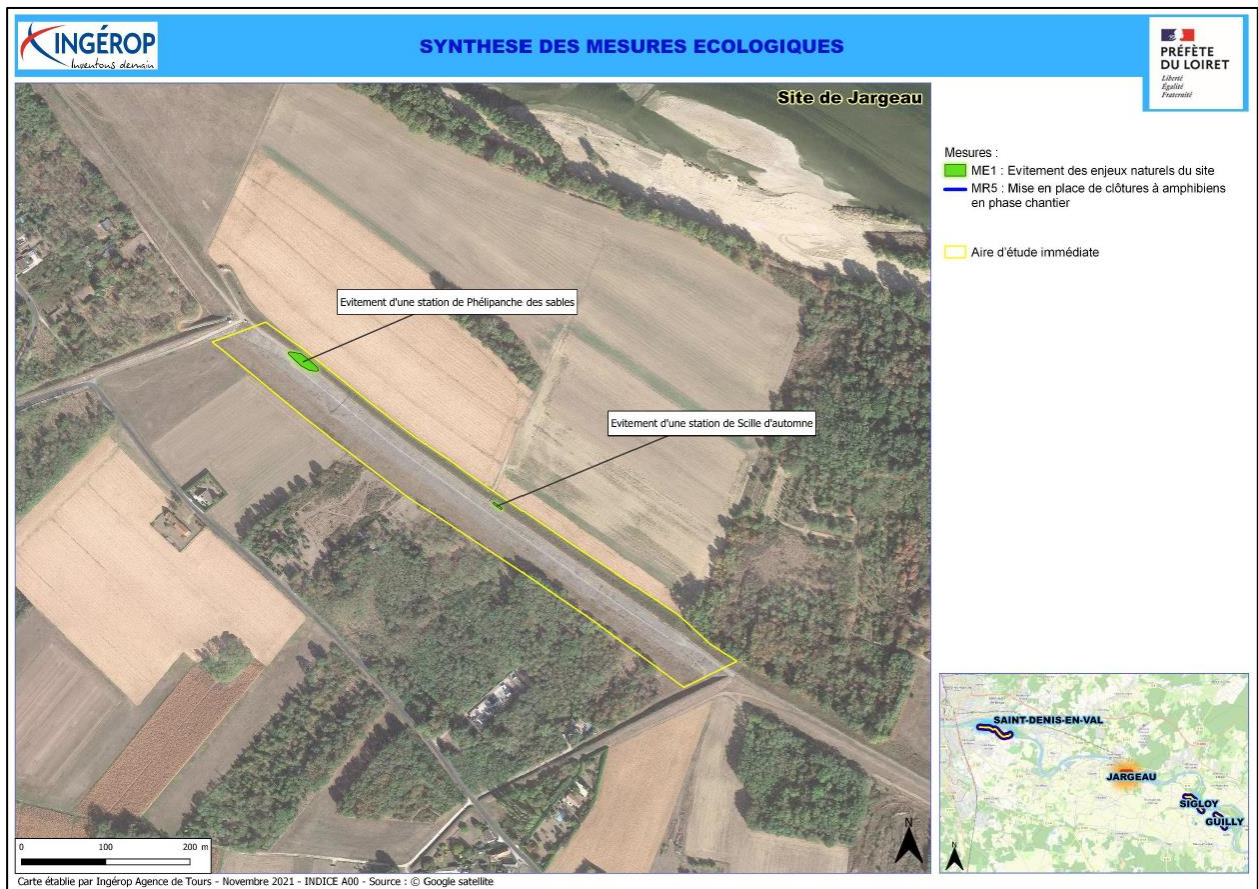 INGÉROP
Inventons demain
SYNTHESE DES MESURES ECOLOGIQUES
PRÉFÈTE
DU LOIRET
Liberté
Égalité
Fraternité
Site de Jargeau
Mesures :
ME1 : Evitement des enjeux naturels du site
MR5 : Mise en place de clôtures à amphibiens
en phase chantier
Aire d'étude immédiate
Evitement d'une station de Phélipanche des sables
Evitement d'une station de Scille d'automne
SAINT-DENIS-EN-VAL
JARGEAU
SIGLOY
GUILLY
N
N
0 100 200 m
Carte établie par Ingérop Agence de Tours - Novembre 2021 - INDICE A00 - Source : © Google satellite